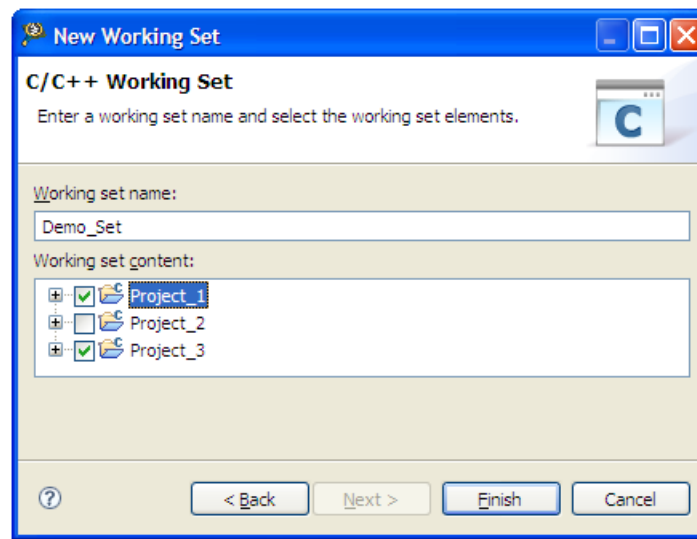 New Working Set
C/C++ Working Set
Enter a working set name and select the working set elements.
C
Working set name:
Demo_Set
Working set content:
Project_1
Project_2
Project_3
? < Back Next > Finish Cancel